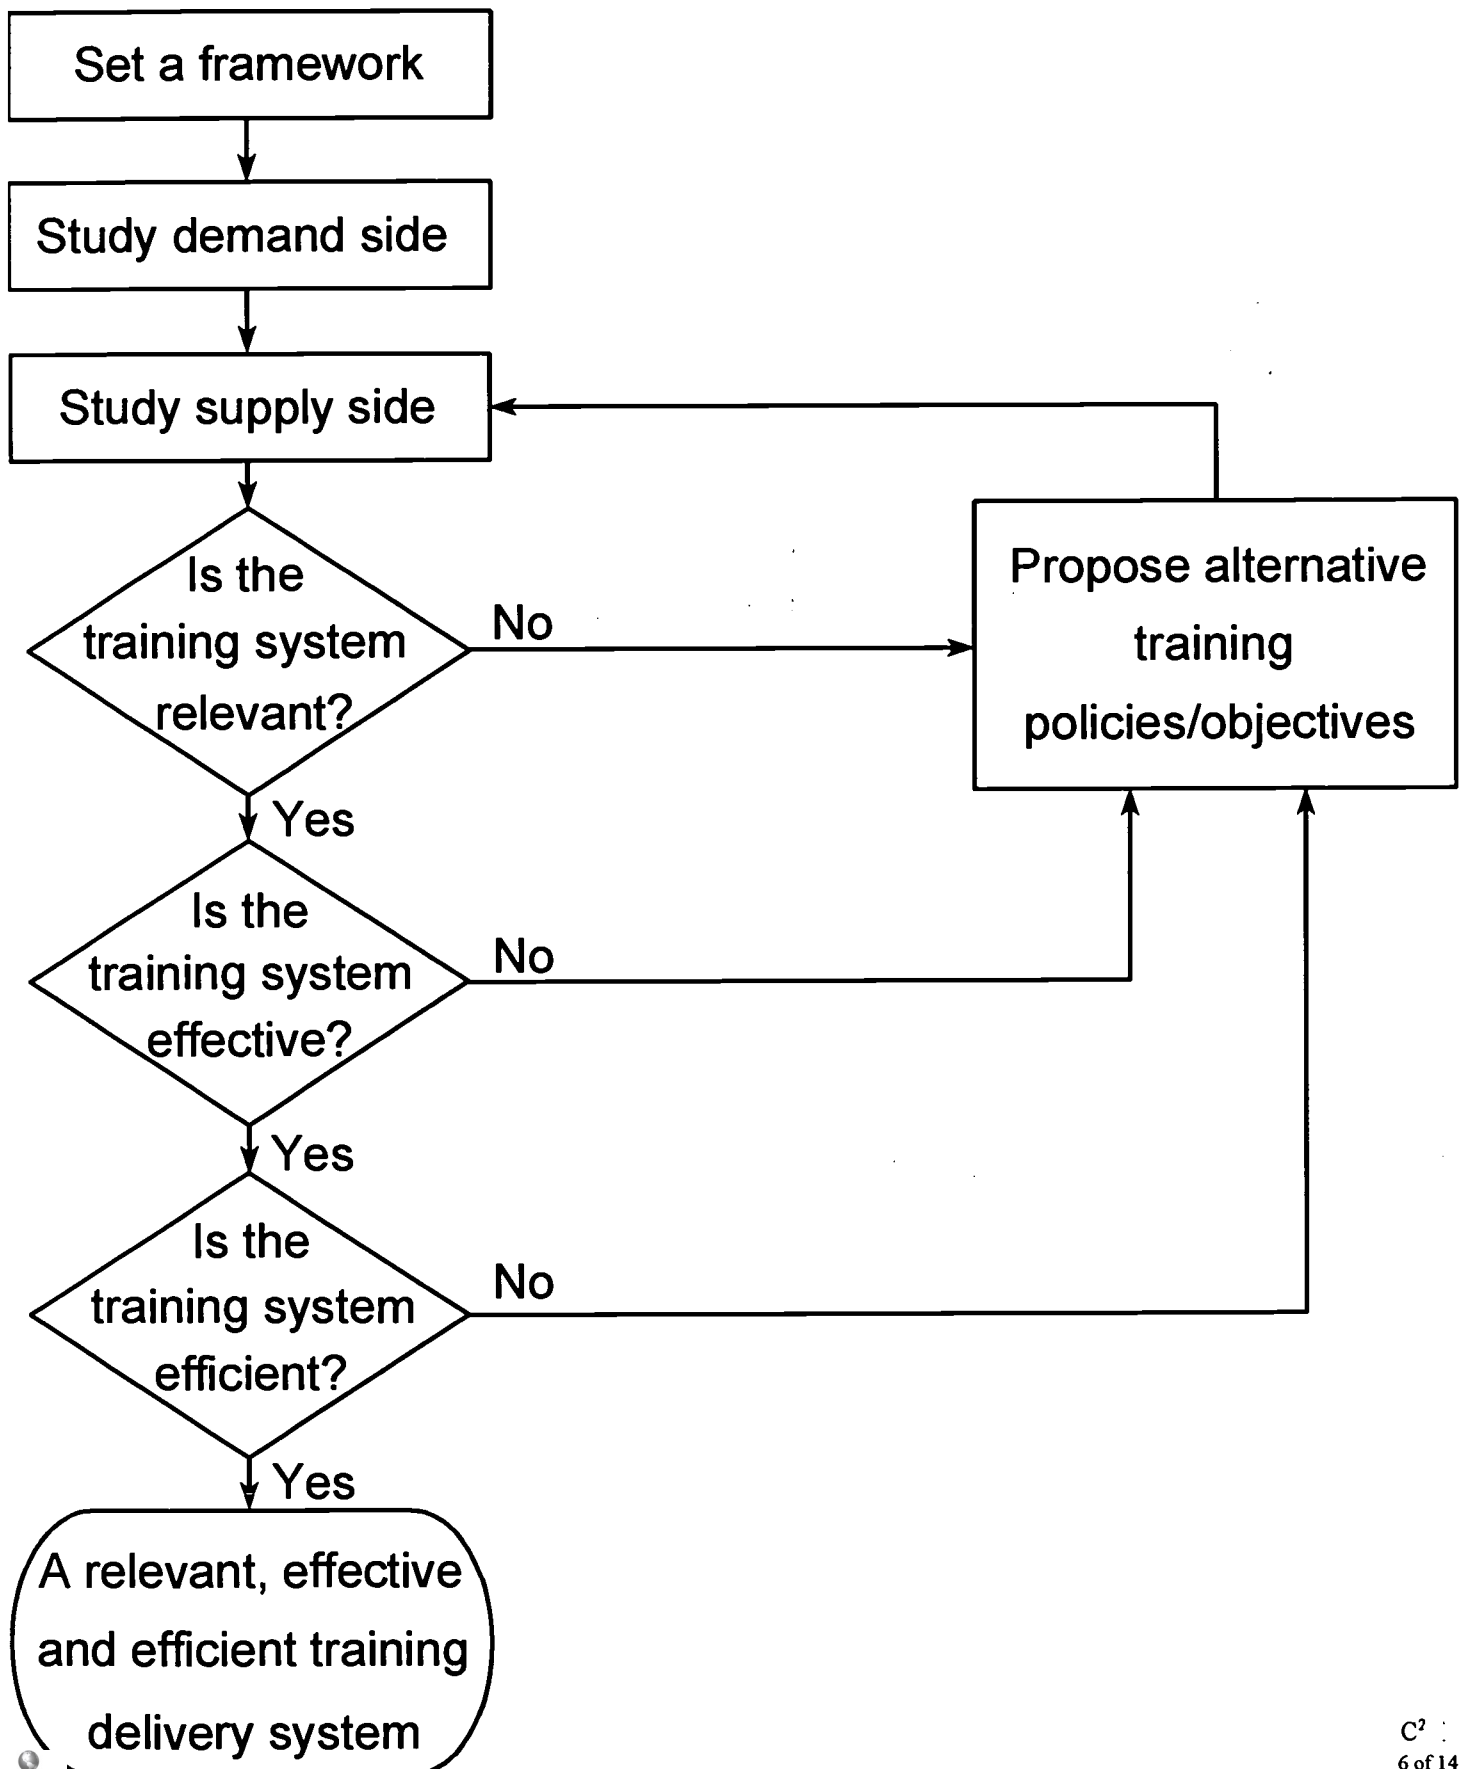 Set a framework
Study demand side
Study supply side
Is the
training system
relevant?
No
Propose alternative
training
policies/objectives
Yes
Is the
training system
effective?
No
Yes
Is the
training system
efficient?
No
Yes
A relevant, effective
and efficient training
delivery system
C²
6 of 14